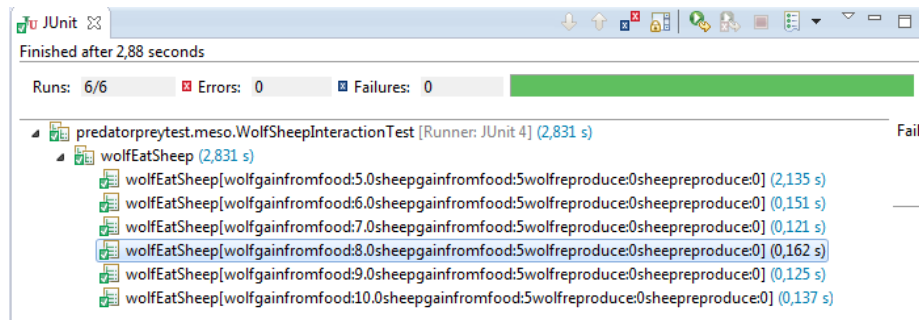 JUnit
Finished after 2,88 seconds
Runs: 6/6 Errors: 0 Failures: 0
predatorpreytest.meso.WolfSheepInteractionTest [Runner: JUnit 4] (2,831 s)
Fail
wolfEatSheep (2,831 s)
wolfEatSheep[wolfgainfromfood:5.0sheepgainfromfood:5wolfreproduce:0sheepreproduce:0] (2,135 s)
wolfEatSheep[wolfgainfromfood:6.0sheepgainfromfood:5wolfreproduce:0sheepreproduce:0] (0,151 s)
wolfEatSheep[wolfgainfromfood:7.0sheepgainfromfood:5wolfreproduce:0sheepreproduce:0] (0,121 s)
wolfEatSheep[wolfgainfromfood:8.0sheepgainfromfood:5wolfreproduce:0sheepreproduce:0] (0,162 s)
wolfEatSheep[wolfgainfromfood:9.0sheepgainfromfood:5wolfreproduce:0sheepreproduce:0] (0,125 s)
wolfEatSheep[wolfgainfromfood:10.0sheepgainfromfood:5wolfreproduce:0sheepreproduce:0] (0,137 s)